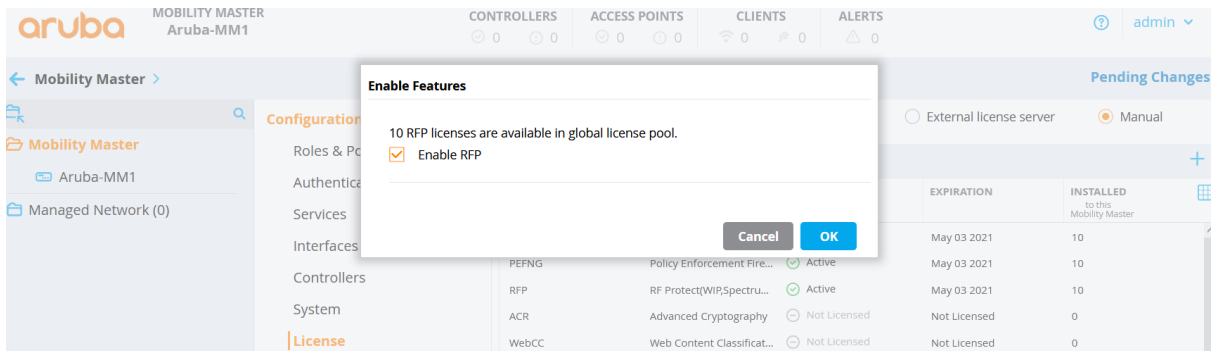 aruba
MOBILITY MASTER
Aruba-MM1
CONTROLLERS
0 0
ACCESS POINTS
0 0
CLIENTS
0 0
ALERTS
0
? admin
Mobility Master >
Pending Changes
Mobility Master
Aruba-MM1
Managed Network (0)
Configuration
Roles & Po
Authentica
Services
Interfaces
Controllers
System
License
Enable Features
10 RFP licenses are available in global license pool.
Enable RFP
Cancel OK
External license server Manual
+
EXPIRATION INSTALLED
to this
Mobility Master
May 03 2021 10
PEFNG Policy Enforcement Fire... Active May 03 2021 10
RFP RF Protect(WIP,Spectru... Active May 03 2021 10
ACR Advanced Cryptography Not Licensed Not Licensed 0
WebCC Web Content Classificat... Not Licensed Not Licensed 0